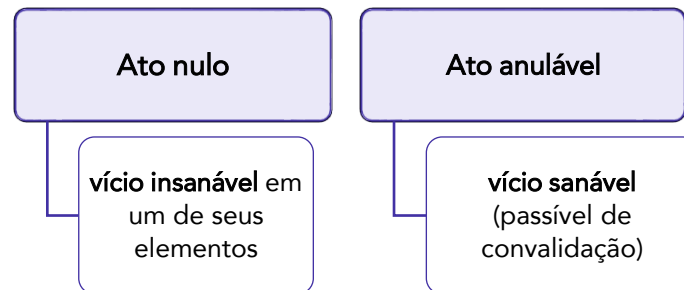 Ato nulo
vício insanável em
um de seus
elementos
Ato anulável
vício sanável
(passível de
convalidação)